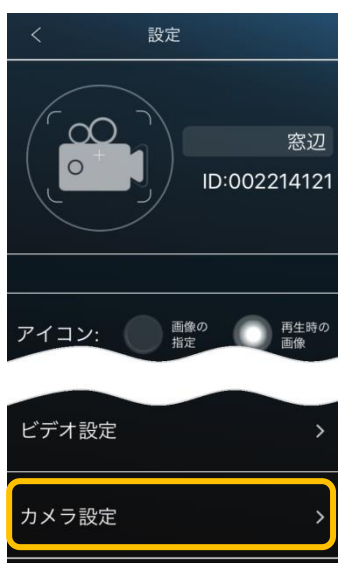 設定
窓辺
ID:002214121
アイコン:
画像の
指定
再生時の
画像
ビデオ設定
カメラ設定